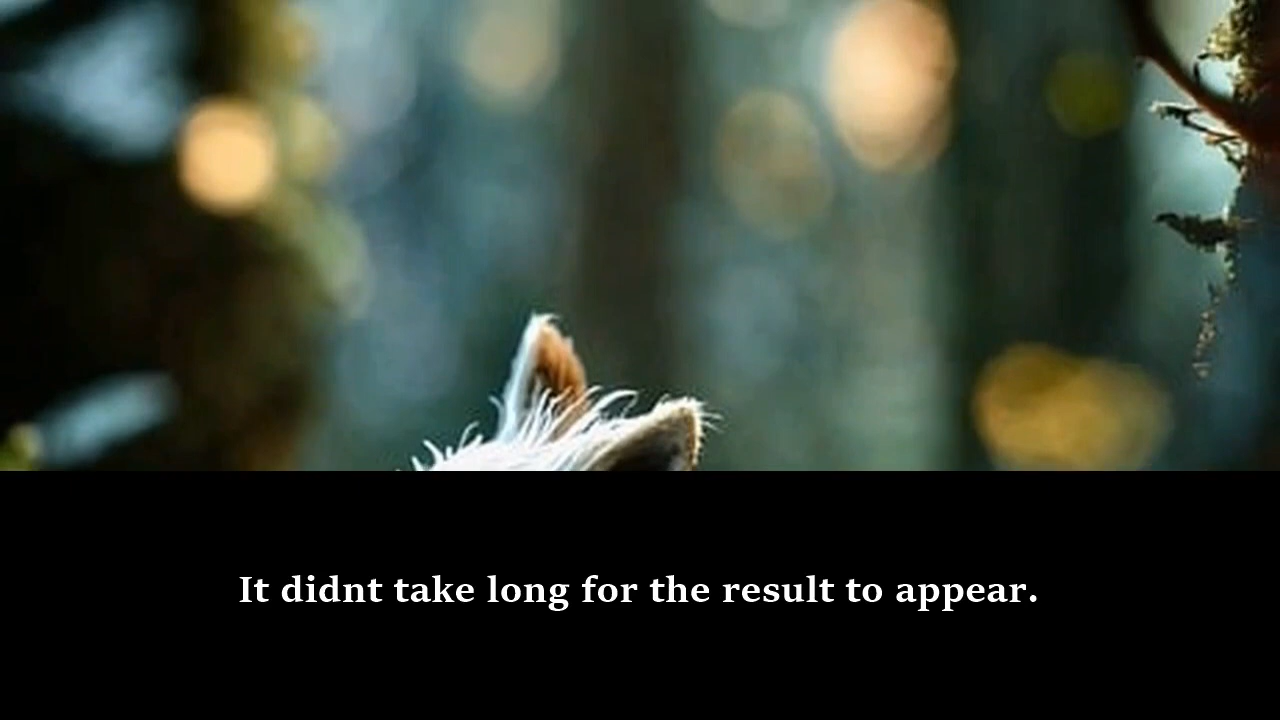 It didnt take long for the result to appear.